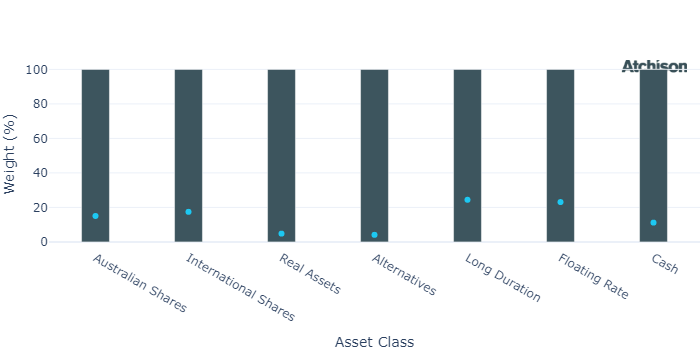 Atchison
Weight (%)
100
80
60
40
20
0
Australian Shares
International Shares
Real Assets
Alternatives
Long Duration
Floating Rate
Cash
Asset Class